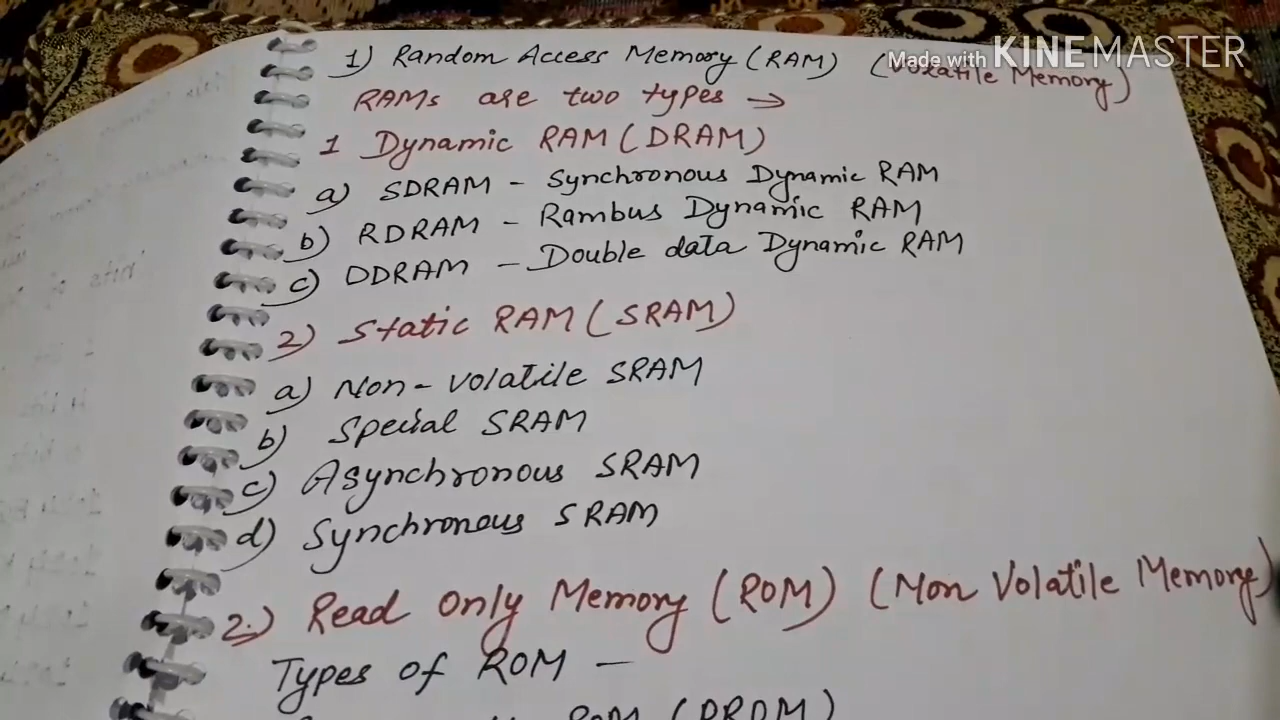 Made with KINEMASTER
1) Random Access Memory (RAM) (Volatile Memory)
RAMs are two types →
1 Dynamic RAM (DRAM)
a) SDRAM - Synchronous Dynamic RAM
b) RDRAM - Rambus Dynamic RAM
c) DDRAM - Double data Dynamic RAM
2) Static RAM (SRAM)
a) Non-volatile SRAM
b) Special SRAM
c) Asynchronous SRAM
d) Synchronous SRAM
2.) Read Only Memory (ROM) (Non Volatile Memory)
Types of ROM -
ROM (PROM)